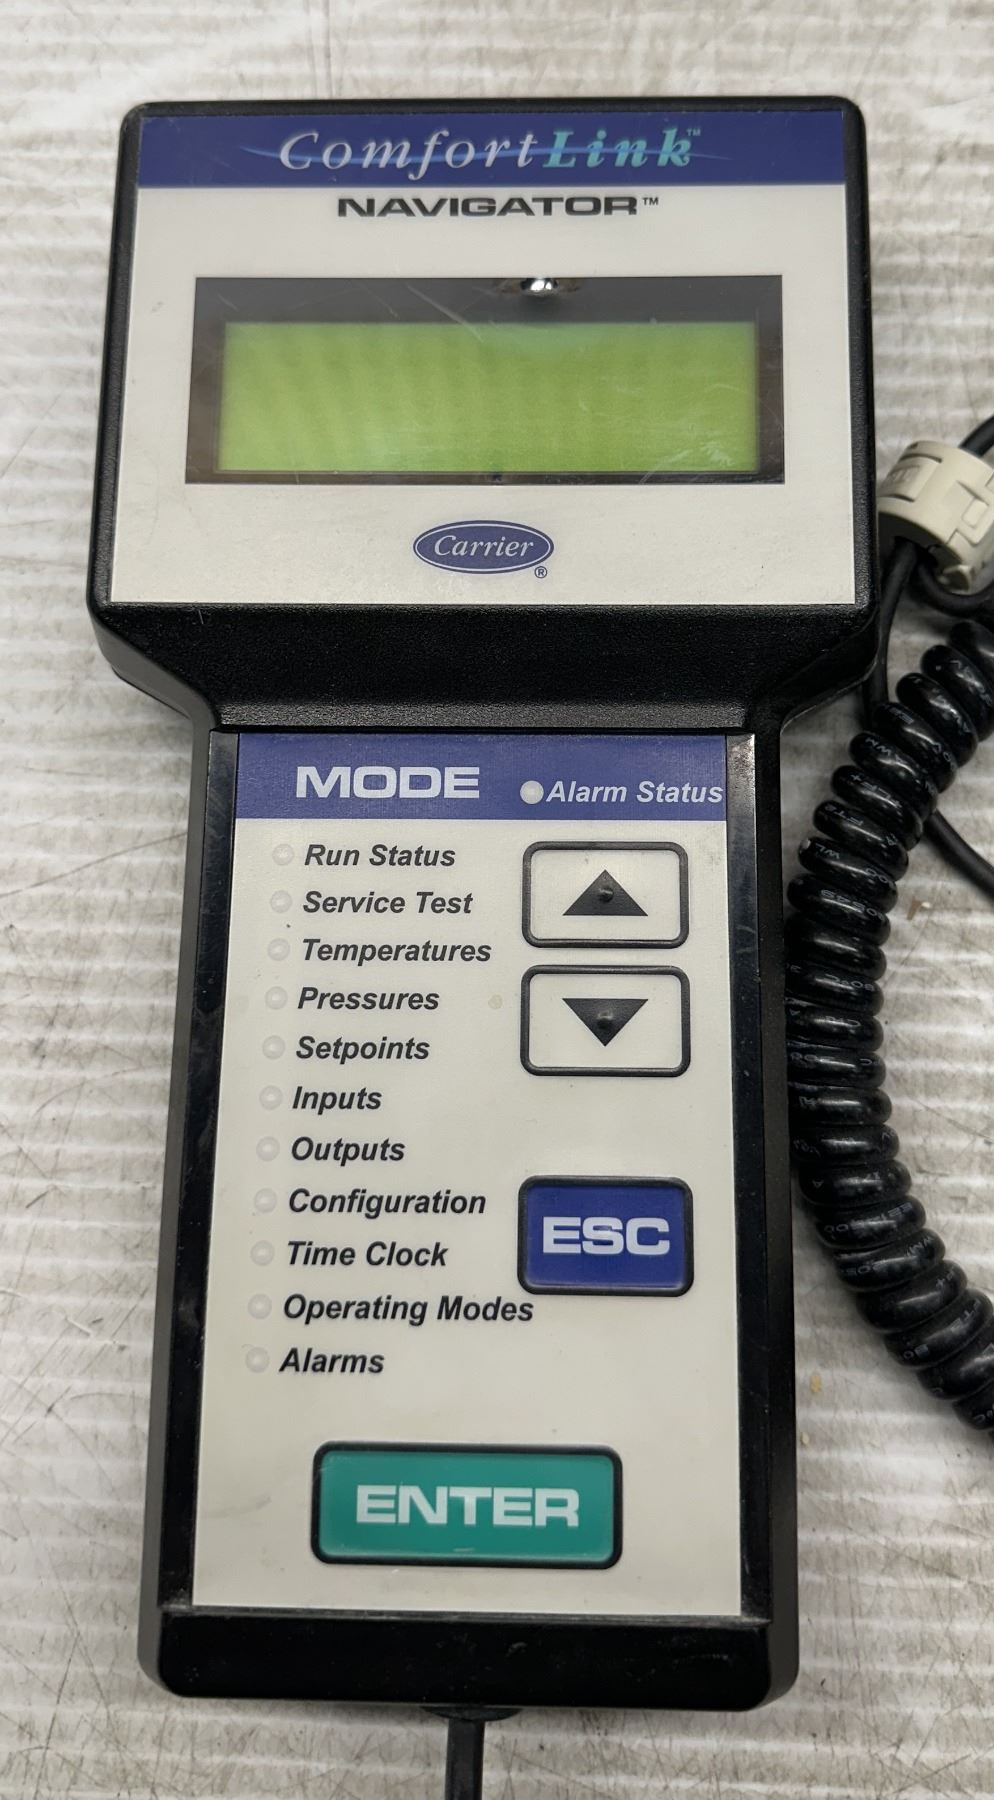 ComfortLink™
NAVIGATOR™
Carrier
®
MODE
Alarm Status
Run Status
Service Test
Temperatures
Pressures
Setpoints
Inputs
Outputs
Configuration
Time Clock
Operating Modes
Alarms
ESC
ENTER